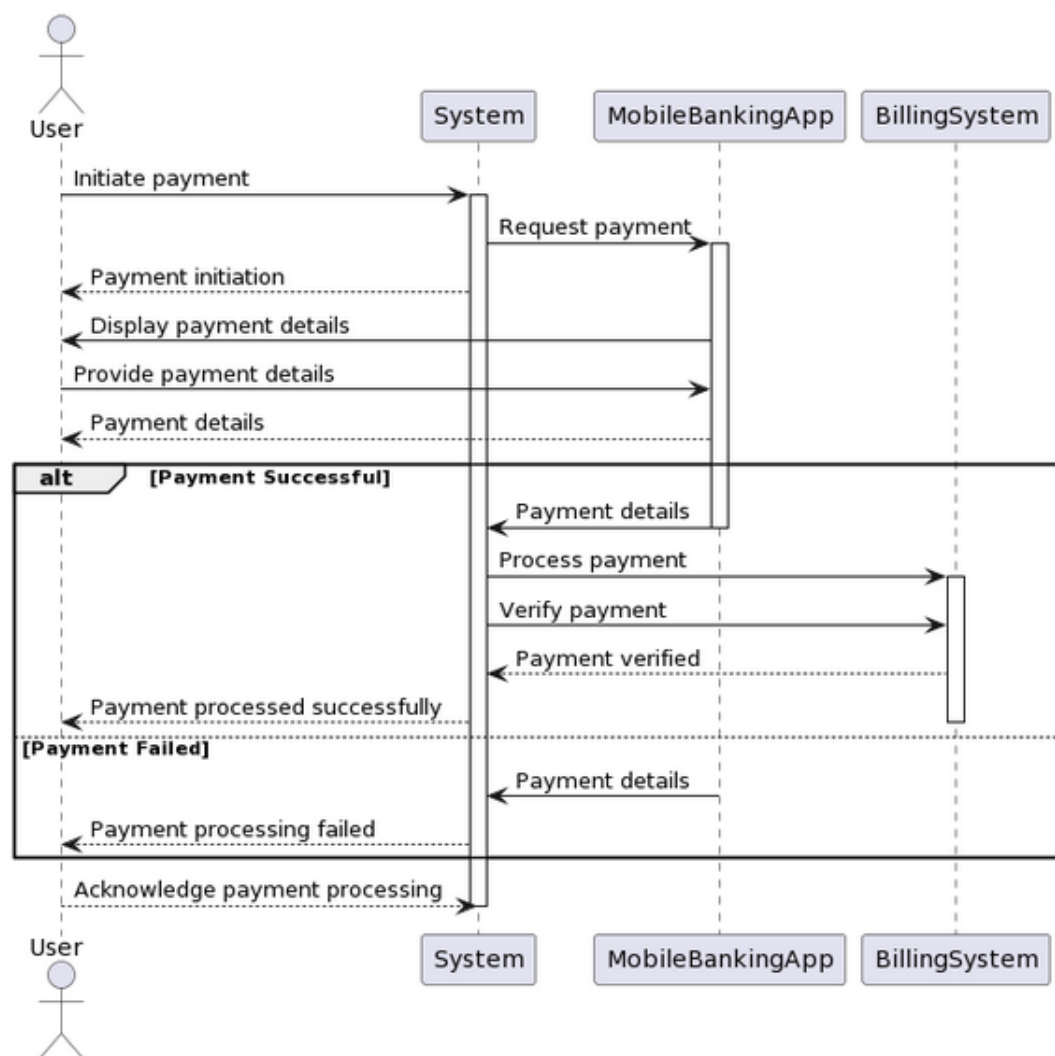 User
System
MobileBankingApp
BillingSystem
Initiate payment
Request payment
Payment initiation
Display payment details
Provide payment details
Payment details
alt
[Payment Successful]
Payment details
Process payment
Verify payment
Payment verified
Payment processed successfully
[Payment Failed]
Payment details
Payment processing failed
Acknowledge payment processing
User
System
MobileBankingApp
BillingSystem